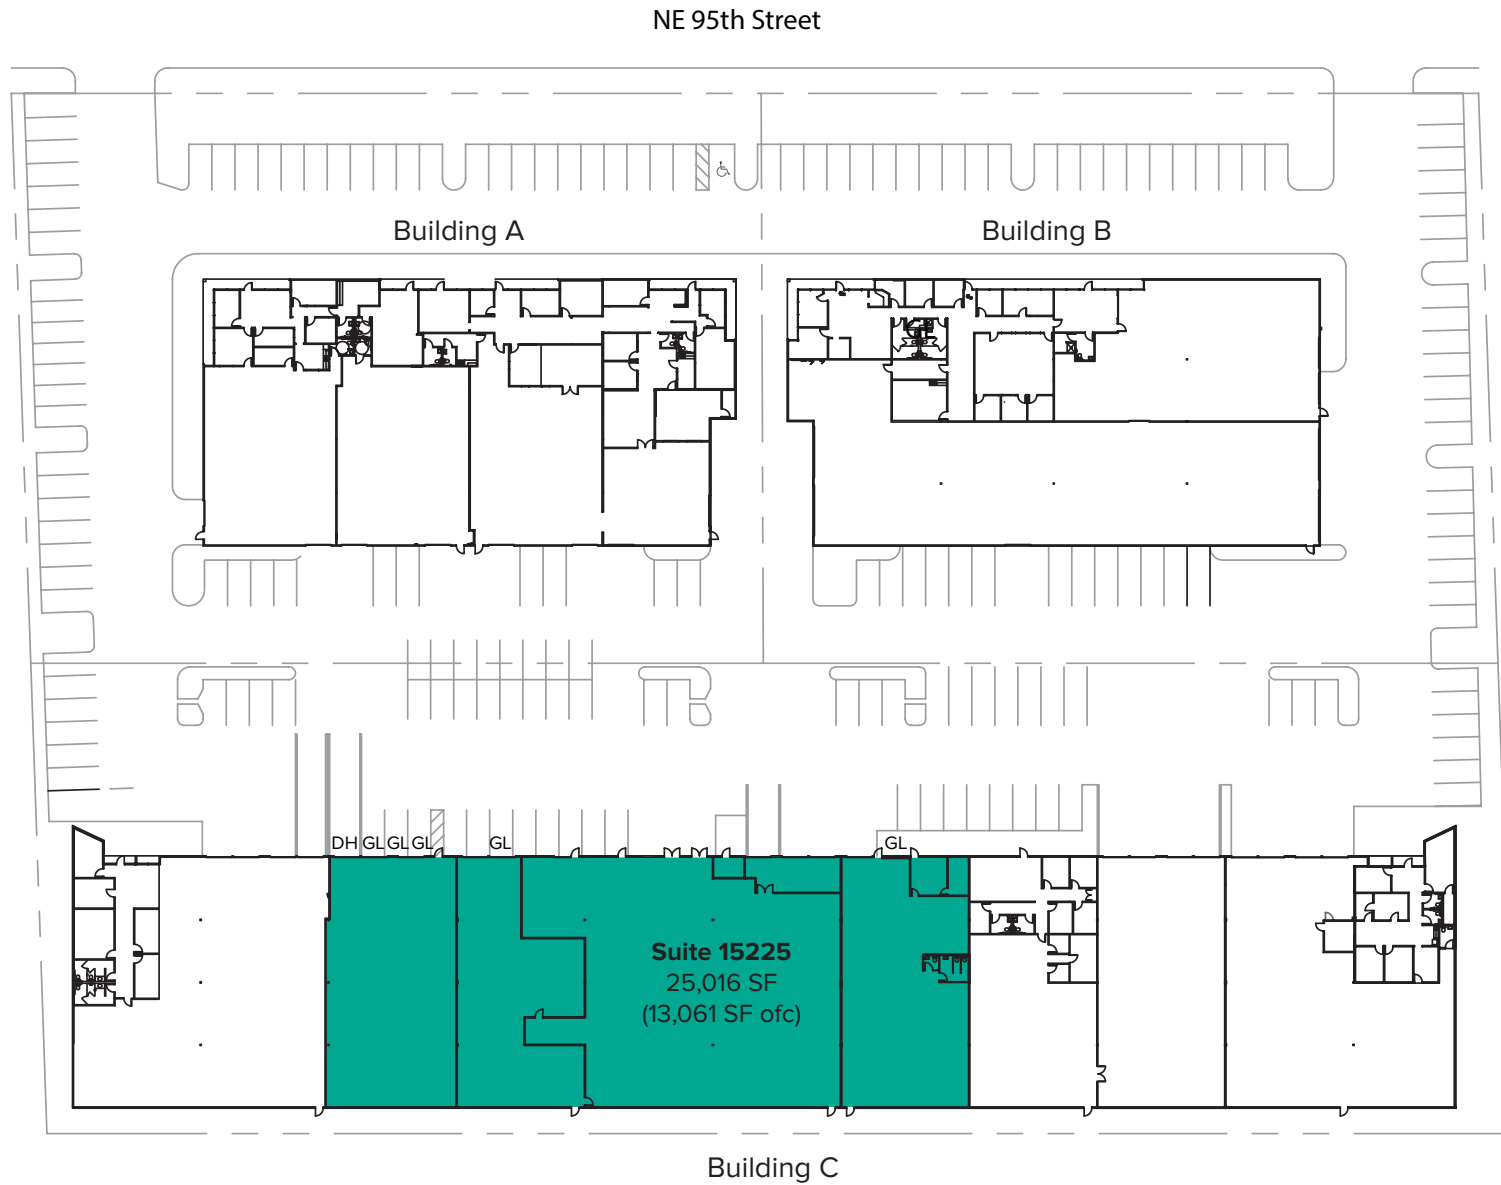 NE 95th Street
Building A
Building B
DH GL GL GL GL GL
Suite 15225
25,016 SF
(13,061 SF ofc)
Building C